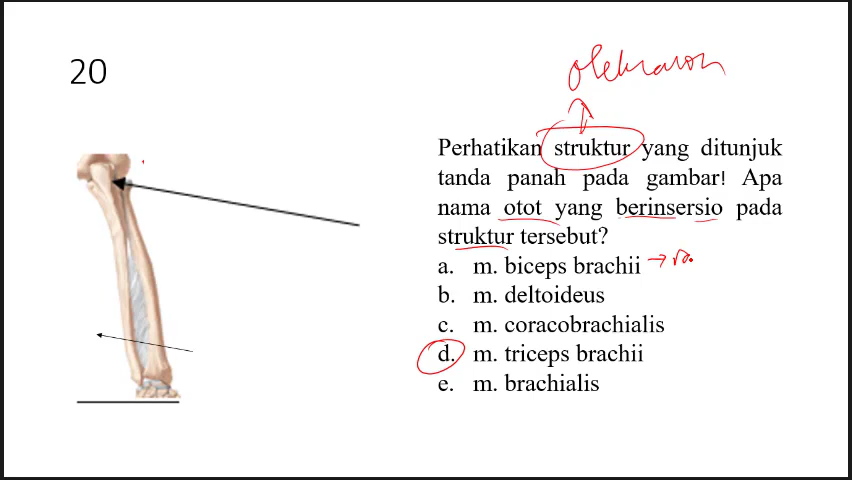 20
olekranon
Perhatikan struktur yang ditunjuk
tanda panah pada gambar! Apa
nama otot yang berinsersio pada
struktur tersebut?
a. m. biceps brachii
b. m. deltoideus
c. m. coracobrachialis
d. m. triceps brachii
e. m. brachialis